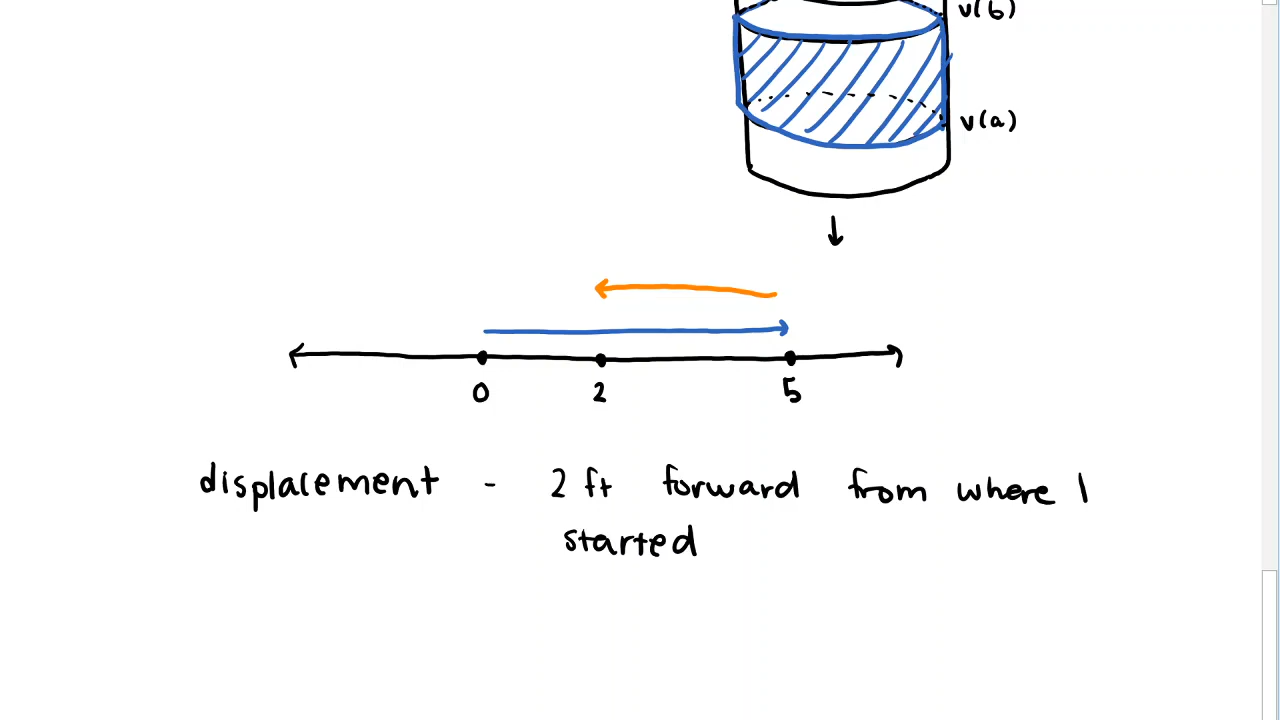 v(b)
v(a)
0 2 5
displacement - 2 ft forward from where I
started